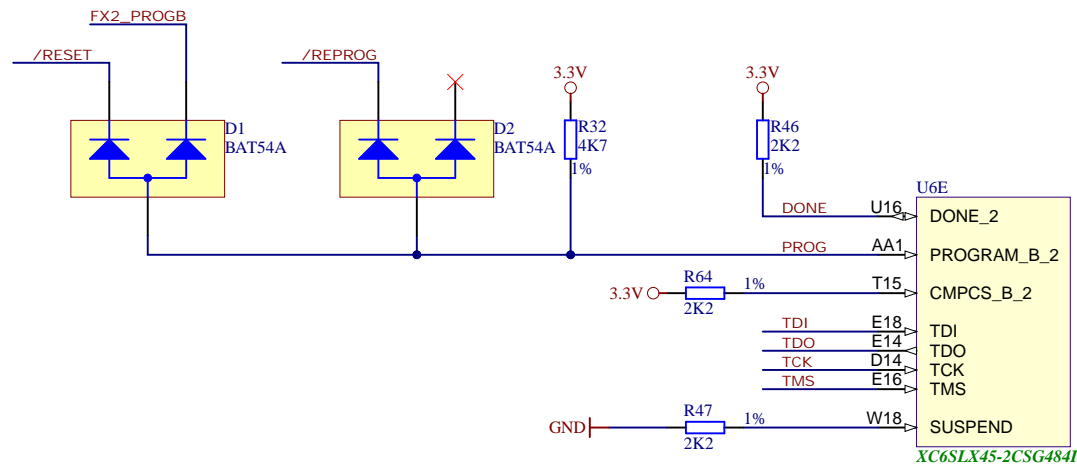 FX2_PROGB
/RESET
/REPROG
3.3V
3.3V
D1
BAT54A
D2
BAT54A
R32
4K7
1%
R46
2K2
1%
U6E
DONE
U16
DONE_2
PROG
AA1
PROGRAM_B_2
3.3V
R64
2K2
1%
T15
CMPCS_B_2
TDI
E18
TDI
TDO
E14
TDO
TCK
D14
TCK
TMS
E16
TMS
GND
R47
2K2
1%
W18
SUSPEND
XC6SLX45-2CSG484I